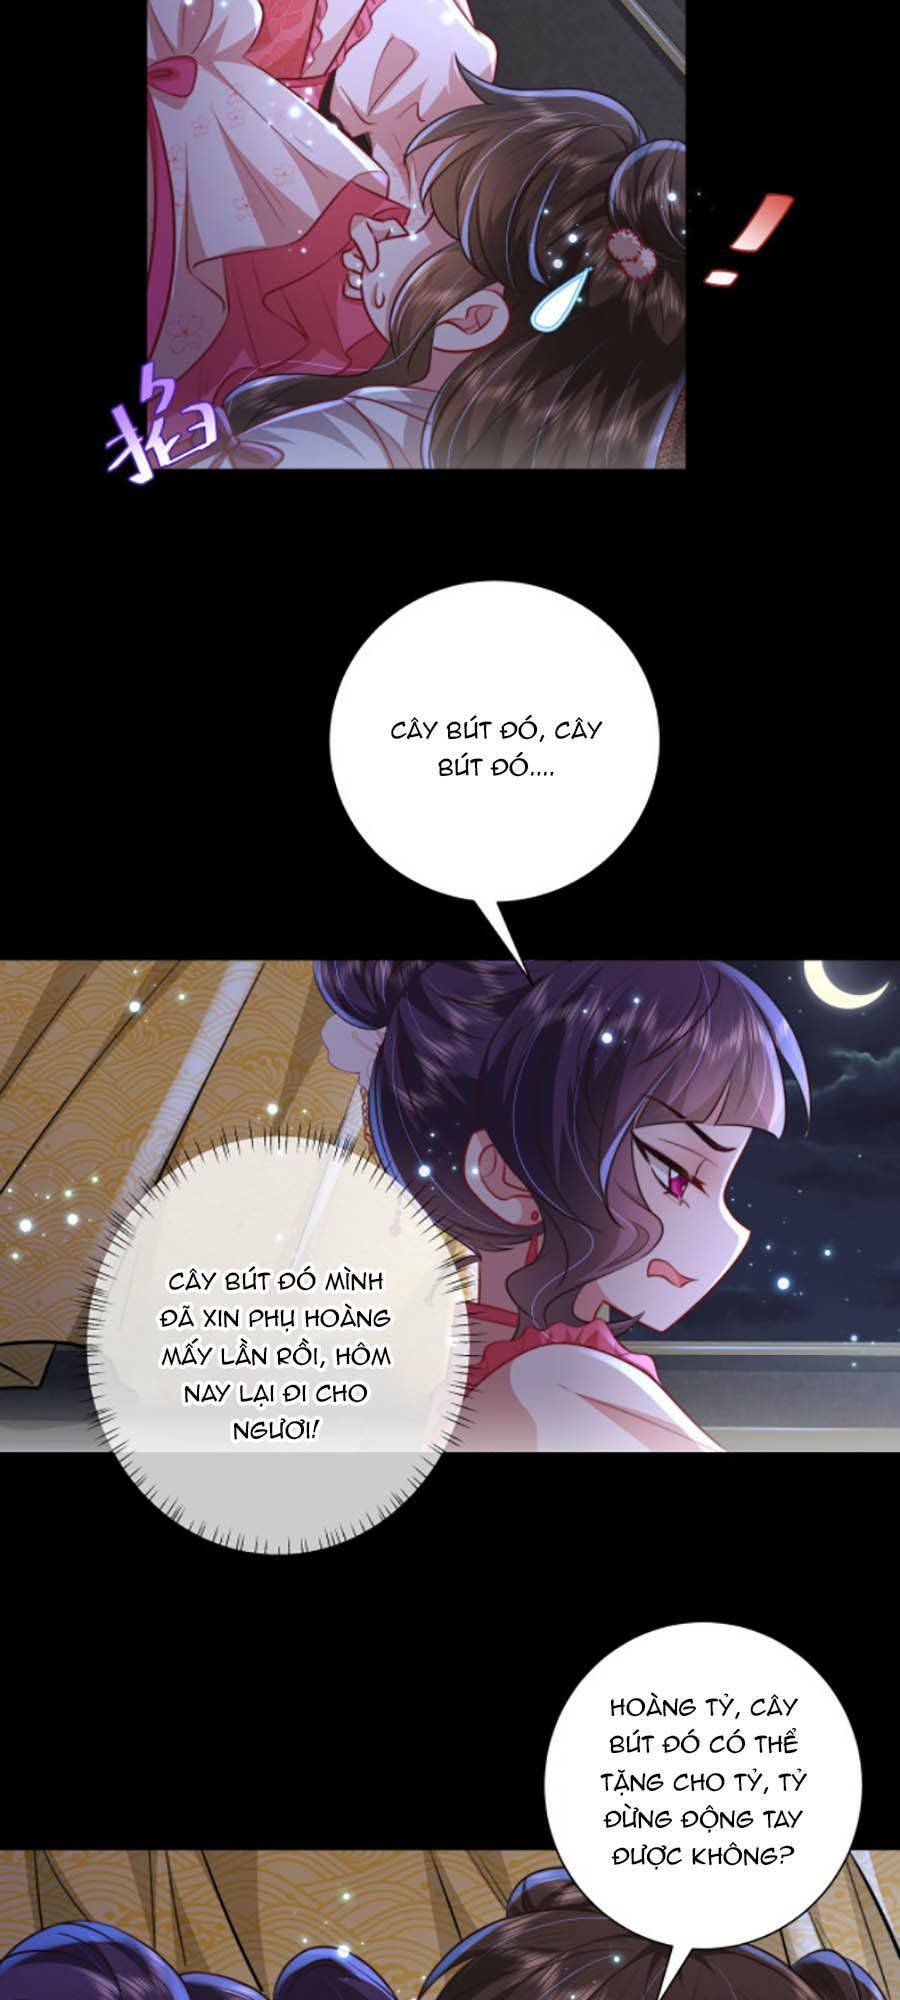 掐
CÂY BÚT ĐÓ, CÂY
BÚT ĐÓ....
CÂY BÚT ĐÓ MÌNH
ĐÃ XIN PHỤ HOÀNG
MẤY LẦN RỒI, HÔM
NAY LẠI ĐI CHO
NGƯƠI!
HOÀNG TỶ, CÂY
BÚT ĐÓ CÓ THỂ
TẶNG CHO TỶ, TỶ
ĐỪNG ĐỘNG TAY
ĐƯỢC KHÔNG?